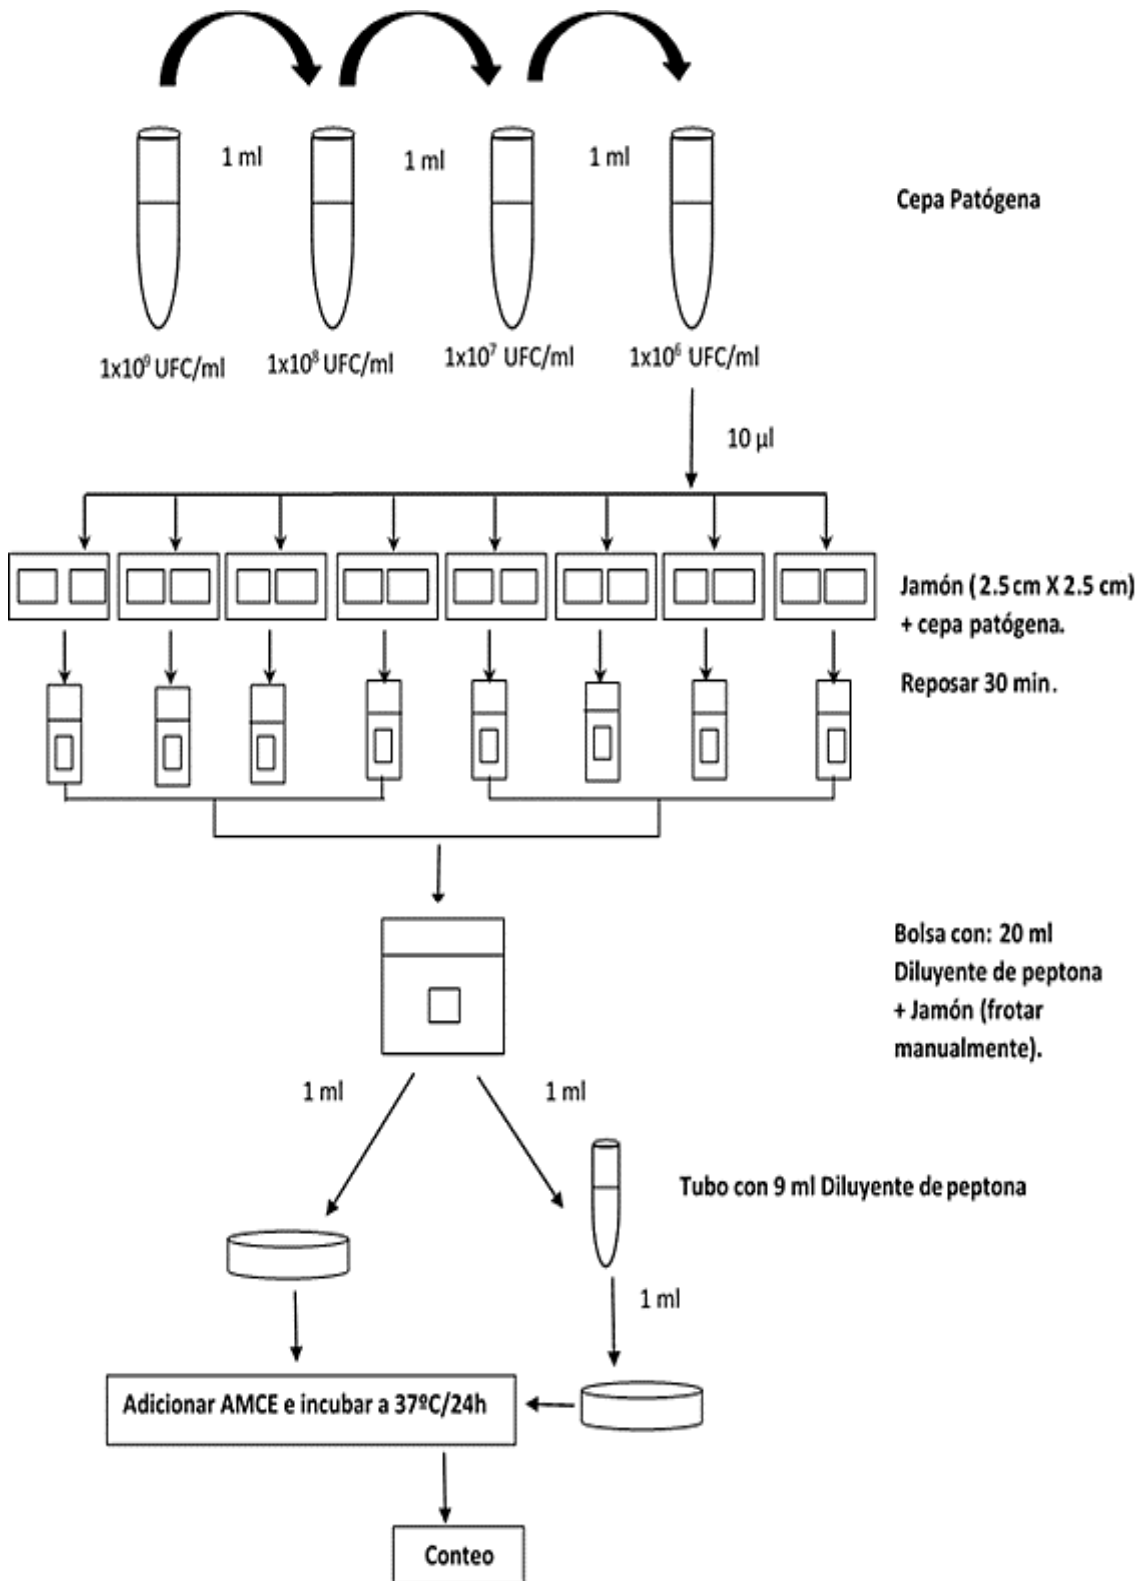 1 ml
1 ml
1 ml
Cepa Patógena
1x10⁹ UFC/ml
1x10⁸ UFC/ml
1x10⁷ UFC/ml
1x10⁶ UFC/ml
10 µl
Jamón (2.5 cm X 2.5 cm)
+ cepa patógena.
Reposar 30 min.
Bolsa con: 20 ml
Diluyente de peptona
+ Jamón (frotar
manualmente).
1 ml
1 ml
Tubo con 9 ml Diluyente de peptona
1 ml
Adicionar AMCE e incubar a 37ºC/24h
Conteo